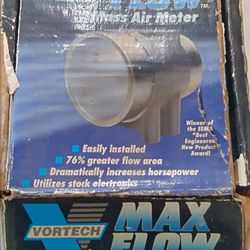 Mass Air Meter
TM
Winner of
the SEMA
"Best
Engineered
New Product
Award!
Easily installed
76% greater flow area
Dramatically increases horsepower
Utilizes stock electronics
VORTECH
MAX
FLOW